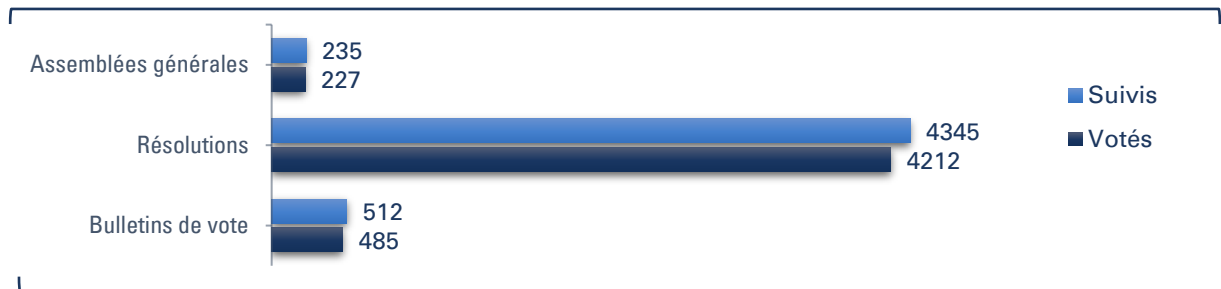 Assemblées générales
235
227
Résolutions
4345
4212
Bulletins de vote
512
485
Suivis
Votés